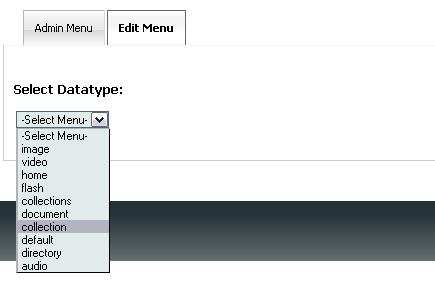 Admin Menu Edit Menu
Select Datatype:
-Select Menu-
-Select Menu-
image
video
home
flash
collections
document
collection
default
directory
audio